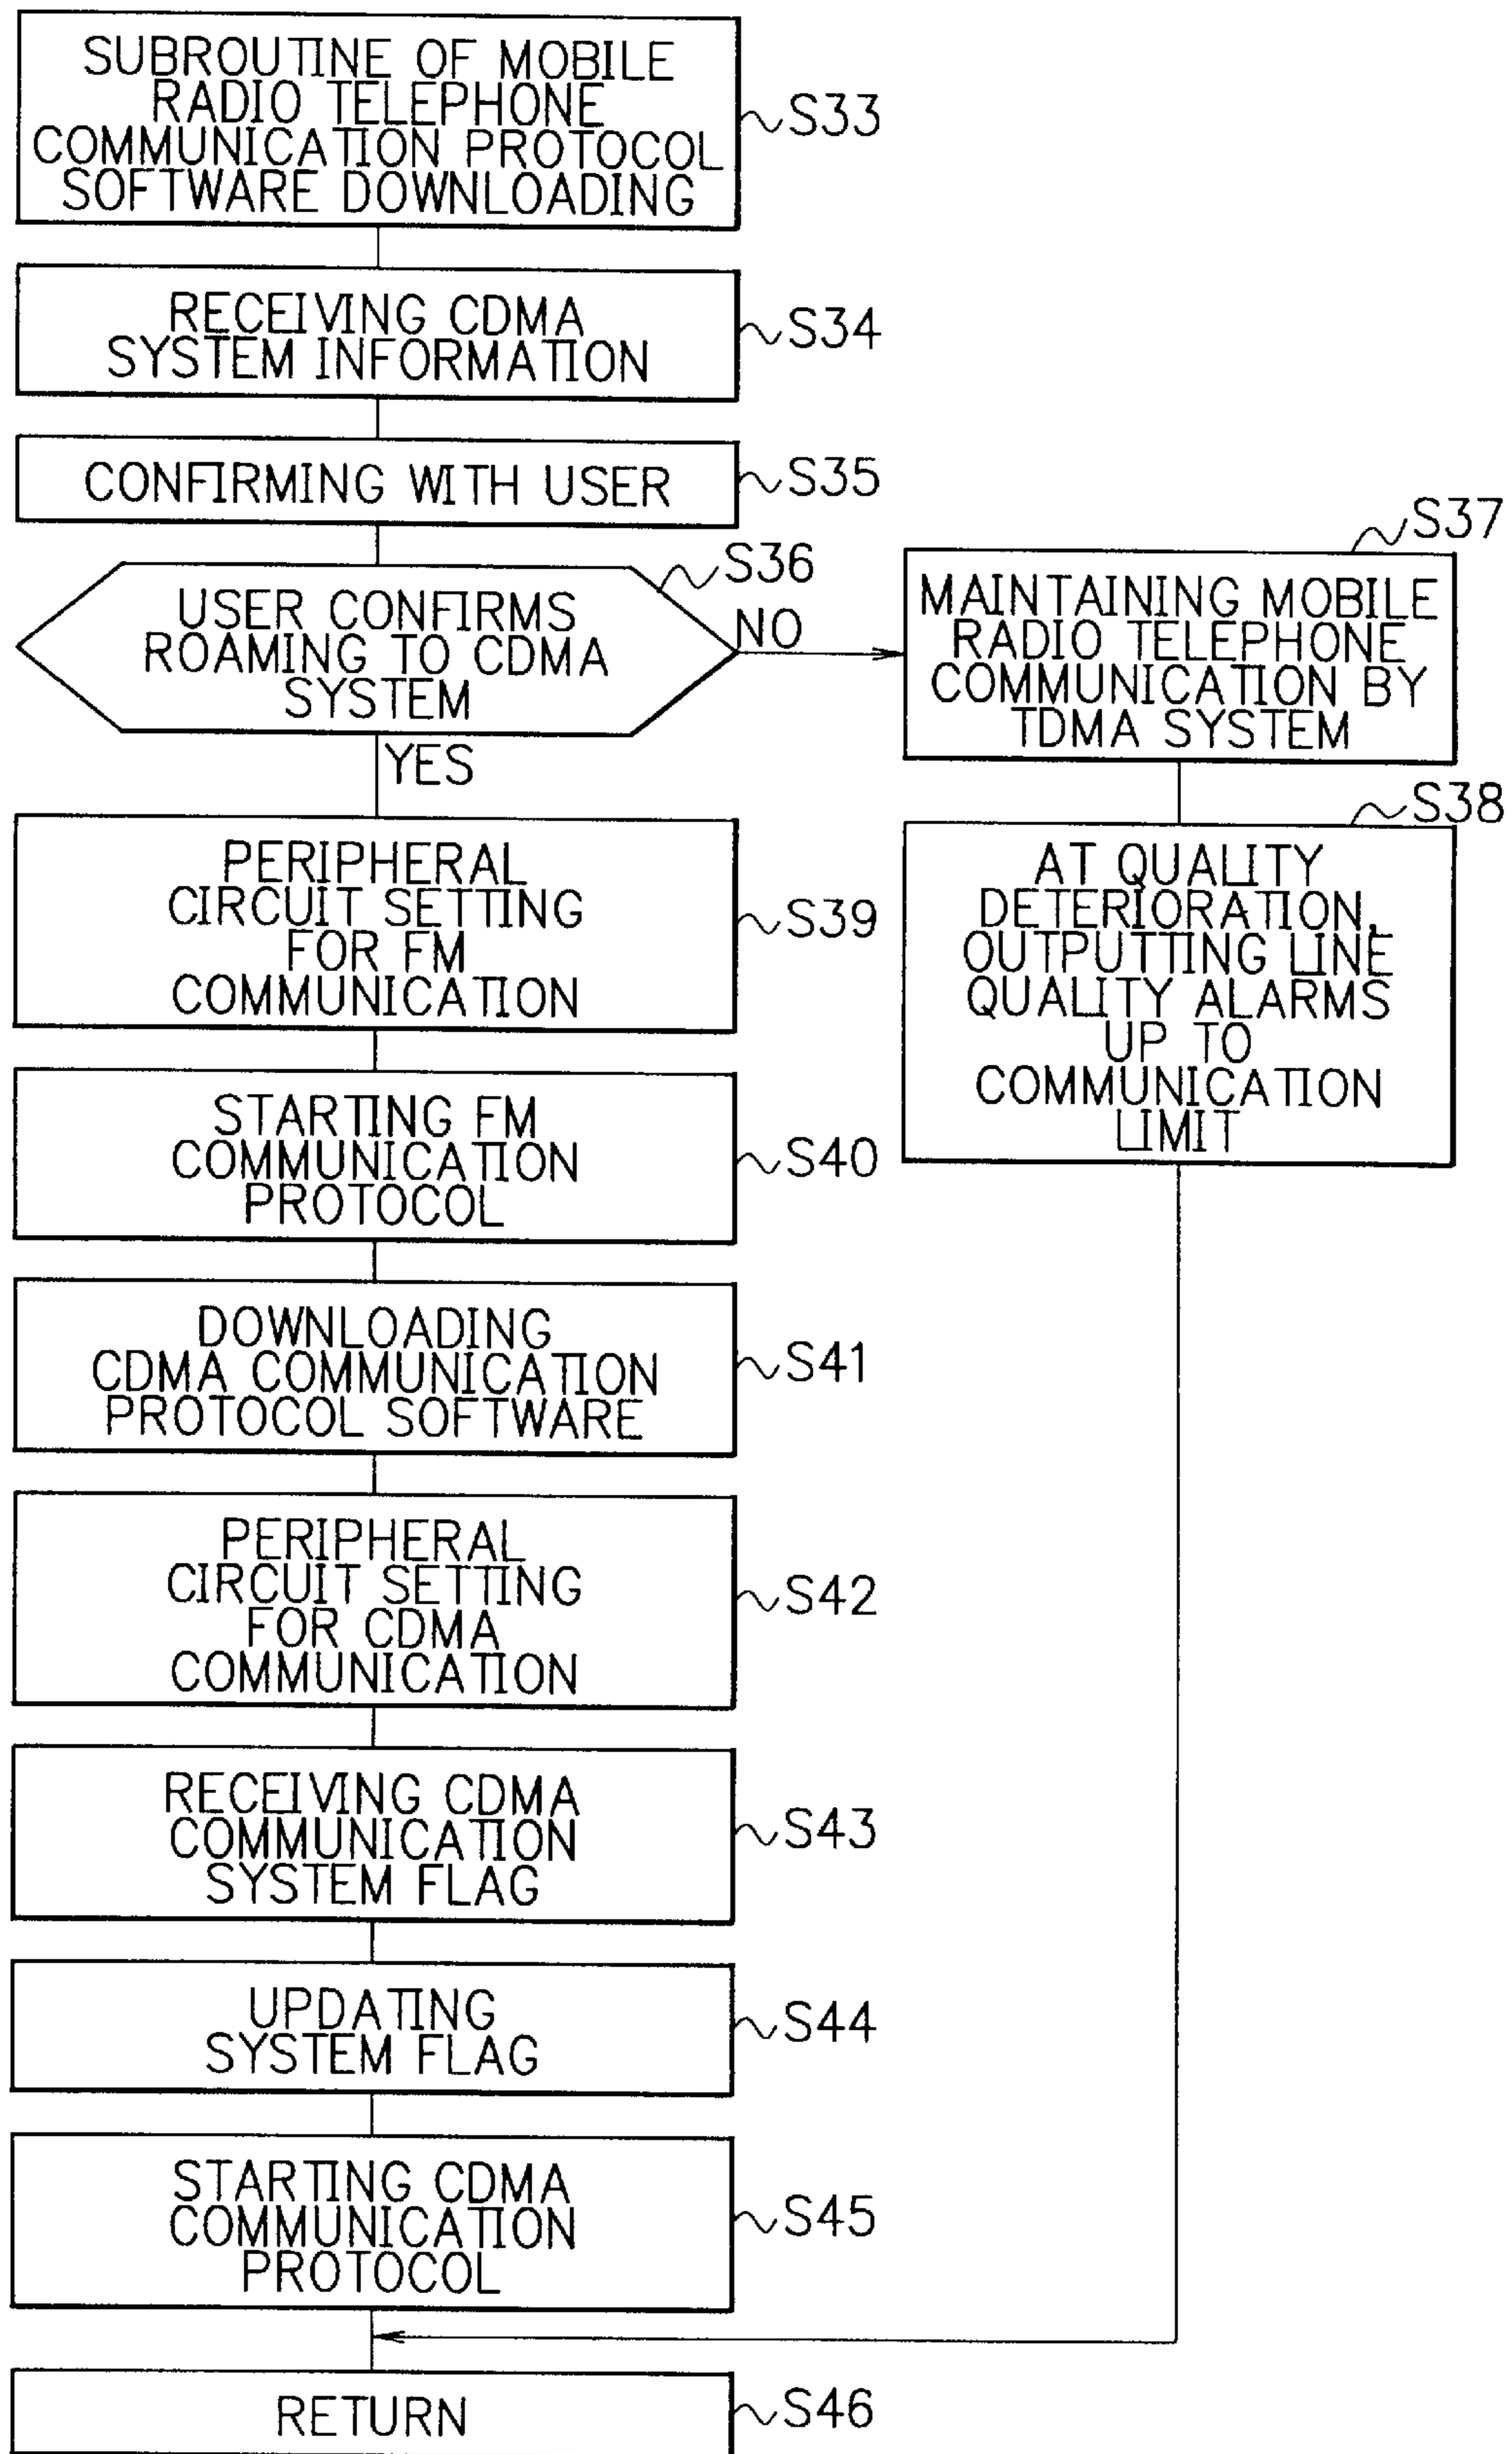 SUBROUTINE OF MOBILE
RADIO TELEPHONE
COMMUNICATION PROTOCOL
SOFTWARE DOWNLOADING
S33
RECEIVING CDMA
SYSTEM INFORMATION
S34
CONFIRMING WITH USER
S35
USER CONFIRMS
ROAMING TO CDMA
SYSTEM
S36
NO
YES
S37
MAINTAINING MOBILE
RADIO TELEPHONE
COMMUNICATION BY
TDMA SYSTEM
S38
AT QUALITY
DETERIORATION,
OUTPUTTING LINE
QUALITY ALARMS
UP TO
COMMUNICATION
LIMIT
PERIPHERAL
CIRCUIT SETTING
FOR FM
COMMUNICATION
S39
STARTING FM
COMMUNICATION
PROTOCOL
S40
DOWNLOADING
CDMA COMMUNICATION
PROTOCOL SOFTWARE
S41
PERIPHERAL
CIRCUIT SETTING
FOR CDMA
COMMUNICATION
S42
RECEIVING CDMA
COMMUNICATION
SYSTEM FLAG
S43
UPDATING
SYSTEM FLAG
S44
STARTING CDMA
COMMUNICATION
PROTOCOL
S45
RETURN
S46